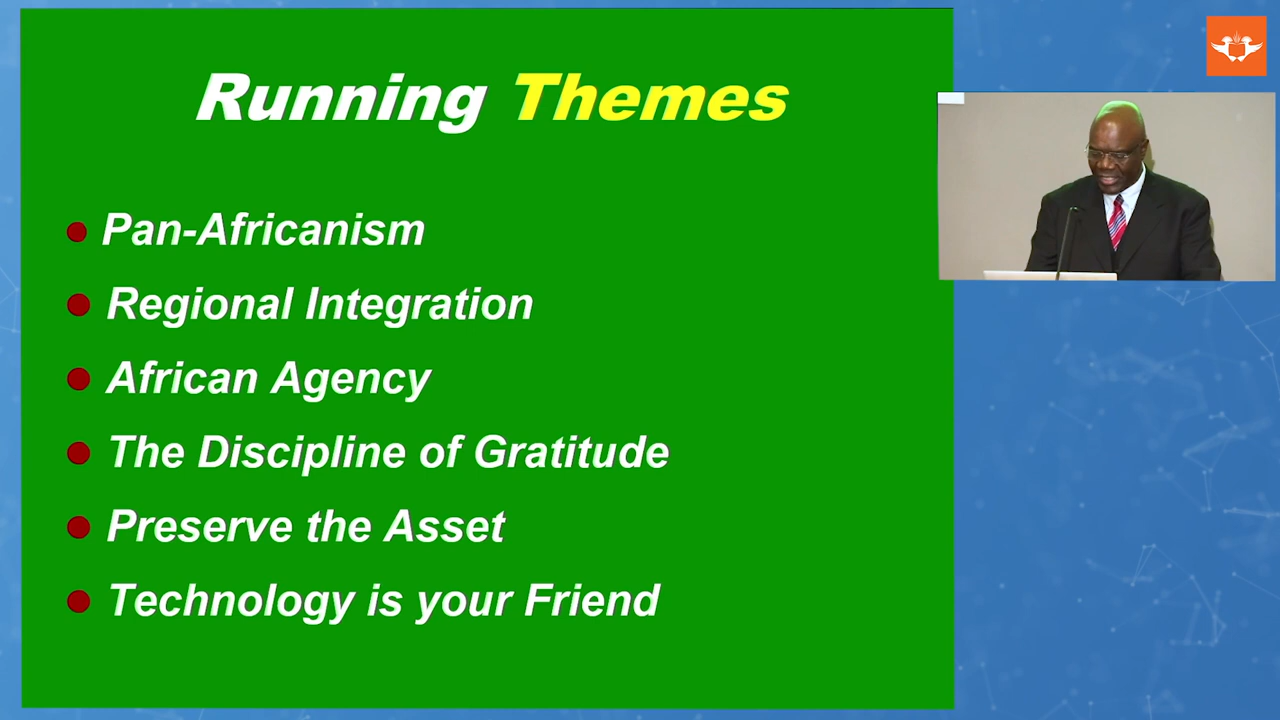 Running Themes
Pan-Africanism
Regional Integration
African Agency
The Discipline of Gratitude
Preserve the Asset
Technology is your Friend